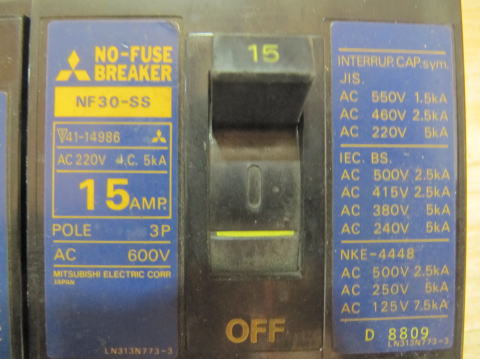 NO-FUSE
BREAKER
NF30-SS
41-14986
AC 220V I.C. 5kA
15 AMP.
POLE 3P
AC 600V
MITSUBISHI ELECTRIC CORP.
JAPAN
LN313N773-3
15
OFF
INTERRUP. CAP. sym.
JIS.
AC 550V 1.5kA
AC 460V 2.5kA
AC 220V 5kA
IEC. BS.
AC 500V 2.5kA
AC 415V 2.5kA
AC 380V 5kA
AC 240V 5kA
NKE-4448
AC 500V 2.5kA
AC 250V 5kA
AC 125V 7.5kA
D 8809
LN313N773-3